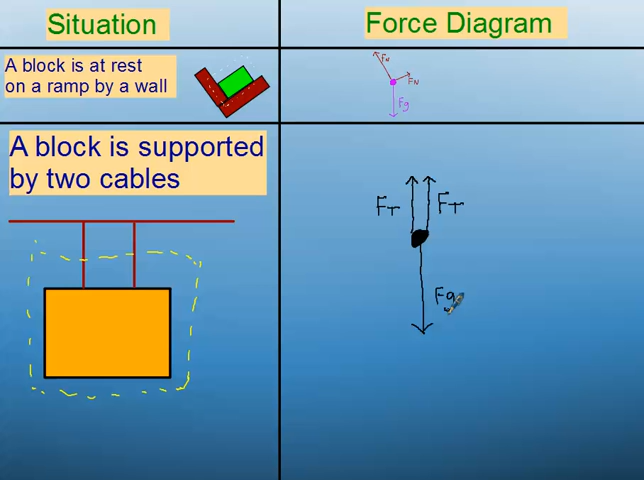 Situation
Force Diagram
A block is at rest
on a ramp by a wall
FN
FN
Fg
A block is supported
by two cables
FT
FT
Fg